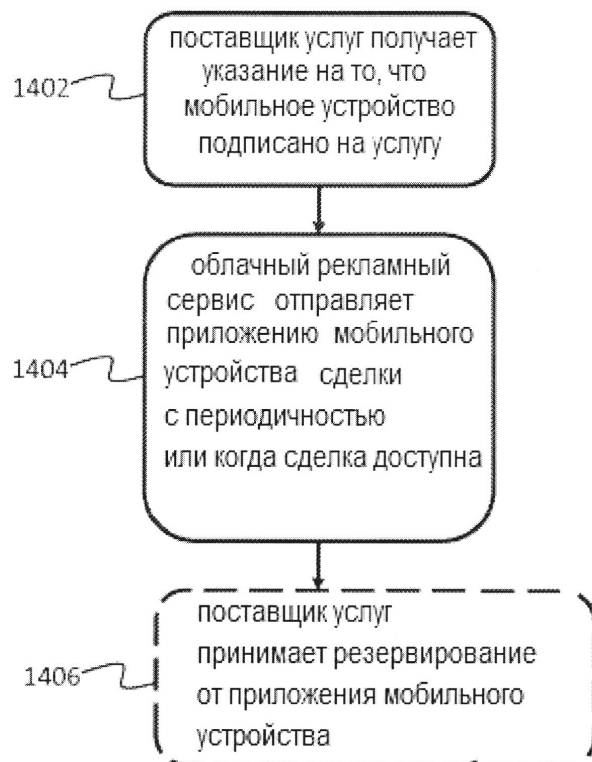 1402
поставщик услуг получает
указание на то, что
мобильное устройство
подписано на услугу
1404
облачный рекламный
сервис отправляет
приложению мобильного
устройства сделки
с периодичностью
или когда сделка доступна
1406
поставщик услуг
принимает резервирование
от приложения мобильного
устройства